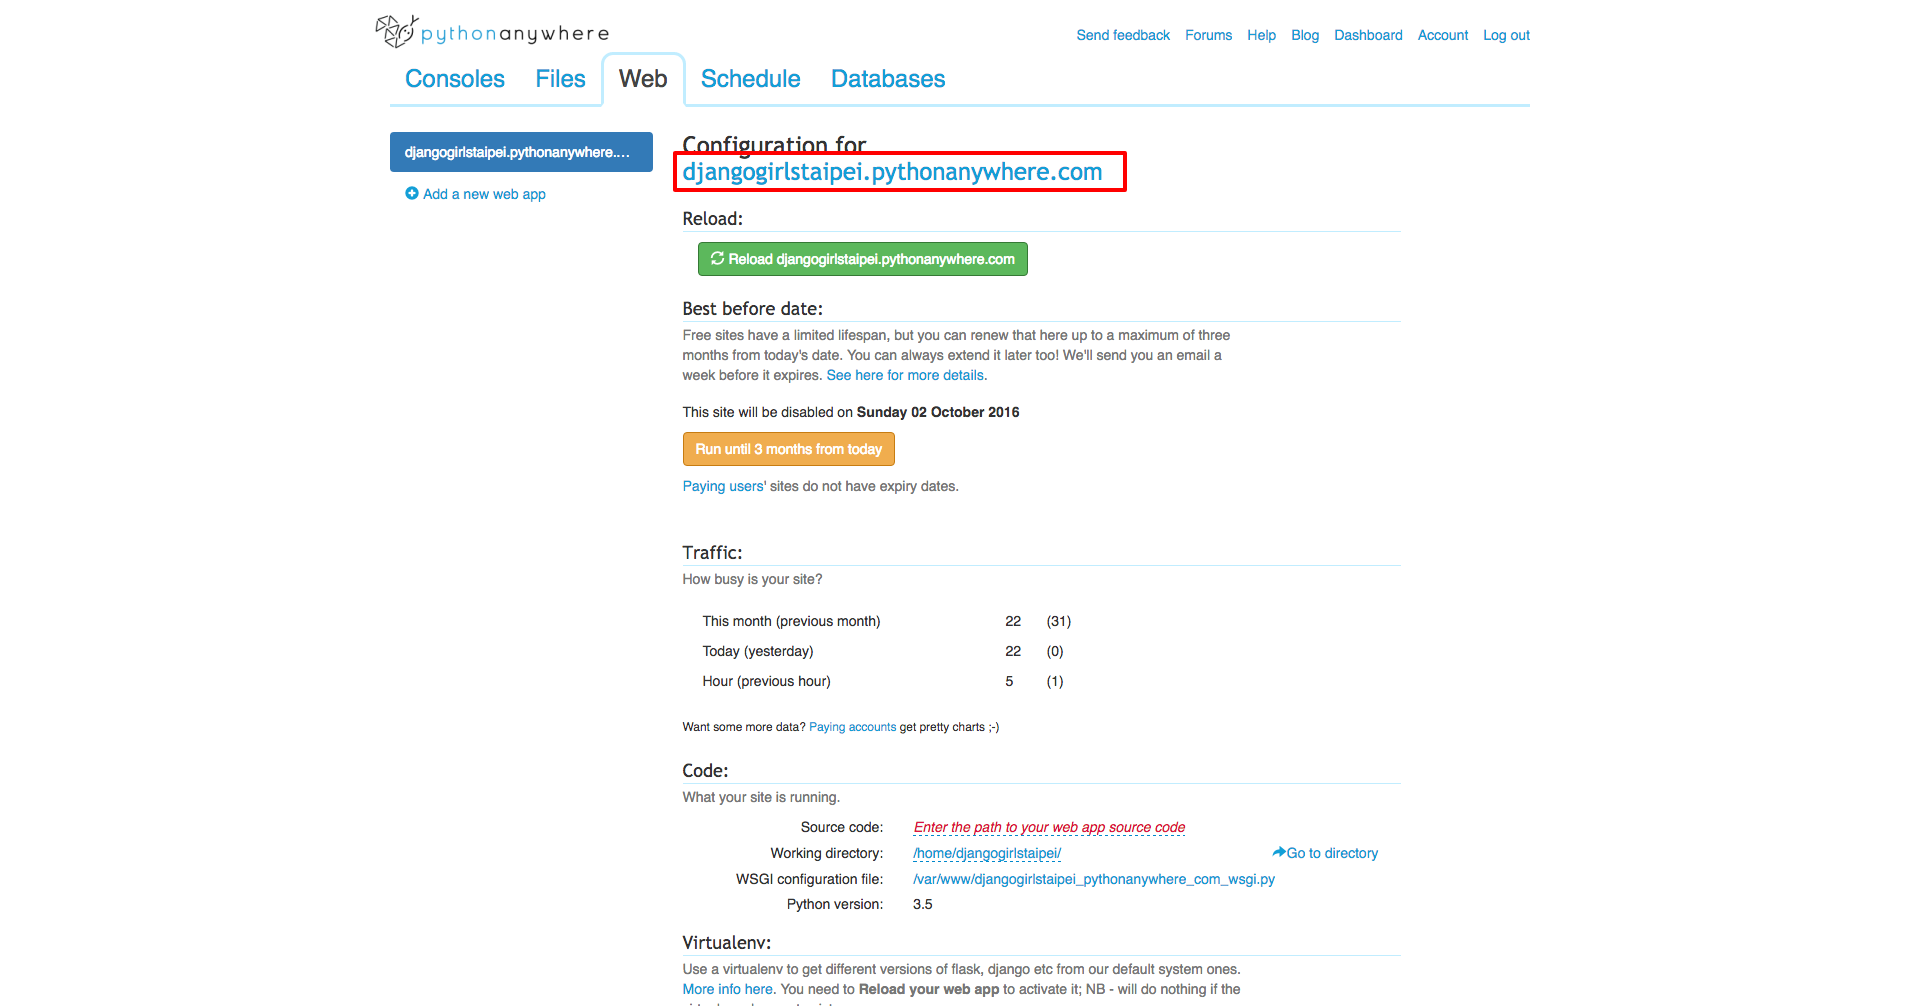 pythonanywhere
Send feedback Forums Help Blog Dashboard Account Log out
Consoles Files Web Schedule Databases
djangogirlstaipei.pythonanywhere....
Add a new web app
Configuration for
djangogirlstaipei.pythonanywhere.com
Reload:
Reload djangogirlstaipei.pythonanywhere.com
Best before date:
Free sites have a limited lifespan, but you can renew that here up to a maximum of three
months from today's date. You can always extend it later too! We'll send you an email a
week before it expires. See here for more details.
This site will be disabled on Sunday 02 October 2016
Run until 3 months from today
Paying users' sites do not have expiry dates.
Traffic:
How busy is your site?
This month (previous month) 22 (31)
Today (yesterday) 22 (0)
Hour (previous hour) 5 (1)
Want some more data? Paying accounts get pretty charts ;-)
Code:
What your site is running.
Source code: Enter the path to your web app source code
Working directory: /home/djangogirlstaipei/ Go to directory
WSGI configuration file: /var/www/djangogirlstaipei_pythonanywhere_com_wsgi.py
Python version: 3.5
Virtualenv:
Use a virtualenv to get different versions of flask, django etc from our default system ones.
More info here. You need to Reload your web app to activate it; NB - will do nothing if the